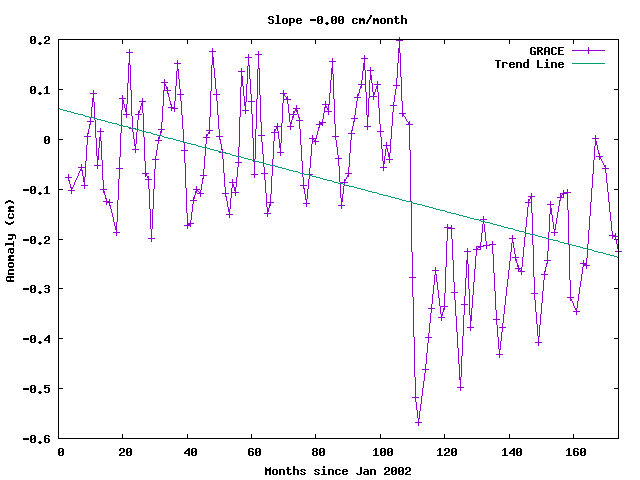 Slope -0.00 cm/month
GRACE
Trend Line
0.2
0.1
0
-0.1
-0.2
-0.3
-0.4
-0.5
-0.6
Anomaly (cm)
0 20 40 60 80 100 120 140 160
Months since Jan 2002